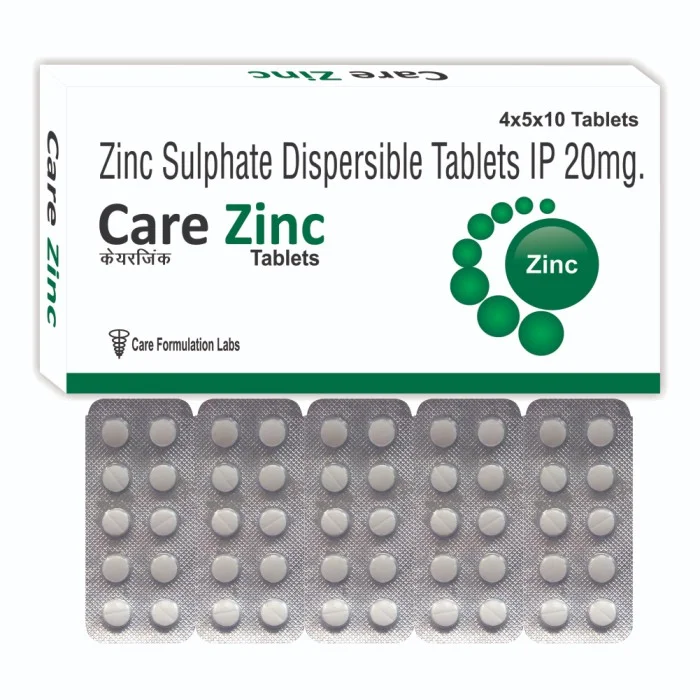 Care Zinc
Care Zinc
4x5x10 Tablets
Zinc Sulphate Dispersible Tablets IP 20mg.
Care Zinc
केयरजिंक
Tablets
Zinc
Care Formulation Labs